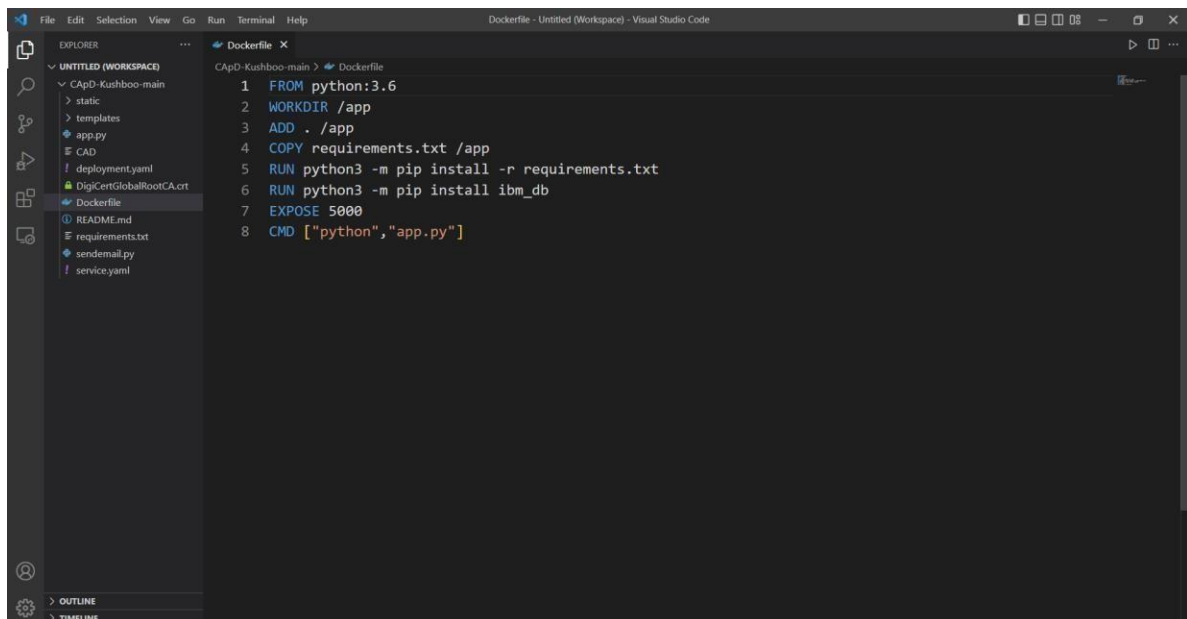 File Edit Selection View Go Run Terminal Help
Dockerfile - Untitled (Workspace) - Visual Studio Code
EXPLORER
Dockerfile
UNTITLED (WORKSPACE)
CApD-Kushboo-main > Dockerfile
CApD-Kushboo-main
static
templates
app.py
CAD
deployment.yaml
DigiCertGlobalRootCA.crt
Dockerfile
README.md
requirements.txt
sendemail.py
service.yaml
1 FROM python:3.6
2 WORKDIR /app
3 ADD . /app
4 COPY requirements.txt /app
5 RUN python3 -m pip install -r requirements.txt
6 RUN python3 -m pip install ibm_db
7 EXPOSE 5000
8 CMD ["python","app.py"]
OUTLINE
TIMELINE